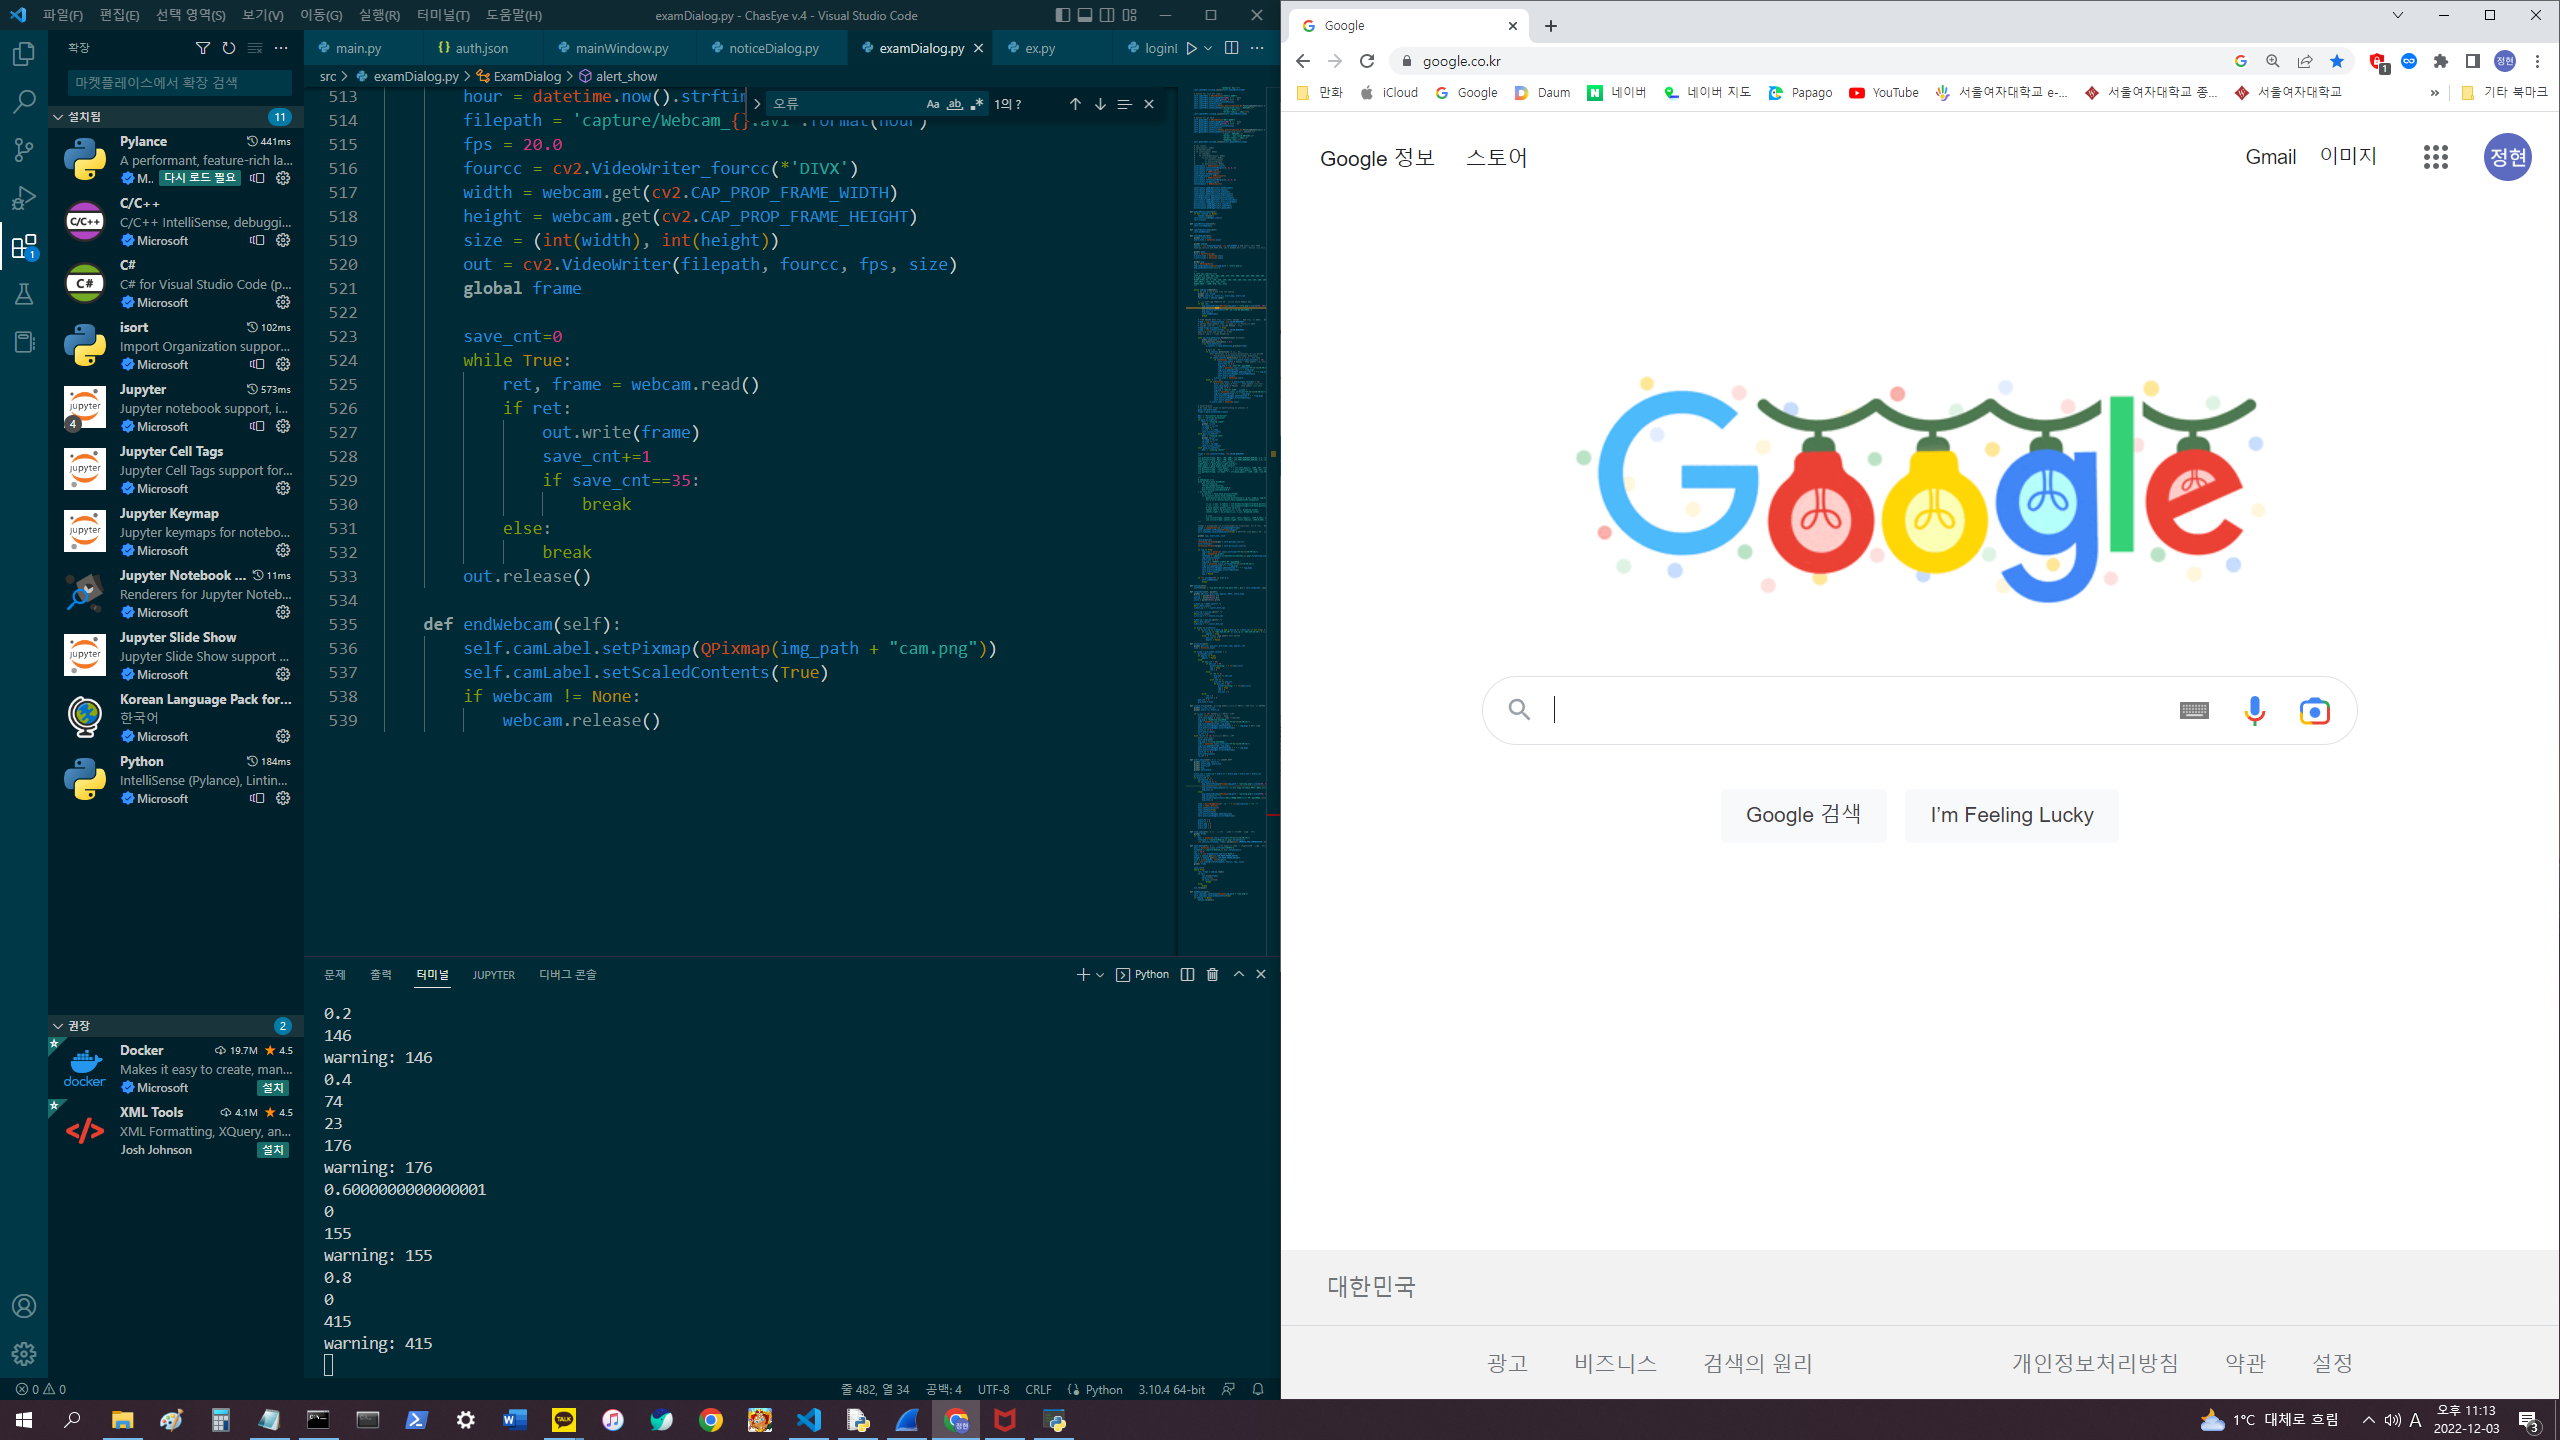 파일(F) 편집(E) 선택 영역(S) 보기(V) 이동(G) 실행(R) 터미널(T) 도움말(H)
examDialog.py - ChasEye v.4 - Visual Studio Code
확장
마켓플레이스에서 확장 검색
설치됨 11
Pylance 441ms
A performant, feature-rich la...
M.. 다시 로드 필요
C/C++
C/C++ IntelliSense, debuggi...
Microsoft
C#
C# for Visual Studio Code (p...
Microsoft
isort 102ms
Import Organization suppor...
Microsoft
Jupyter 573ms
Jupyter notebook support, i...
Microsoft
4
Jupyter Cell Tags
Jupyter Cell Tags support for...
Microsoft
Jupyter Keymap
Jupyter keymaps for notebo...
Microsoft
Jupyter Notebook ... 11ms
Renderers for Jupyter Noteb...
Microsoft
Jupyter Slide Show
Jupyter Slide Show support ...
Microsoft
Korean Language Pack for...
한국어
Microsoft
Python 184ms
IntelliSense (Pylance), Lintin...
Microsoft
권장 2
Docker 19.7M 4.5
Makes it easy to create, man...
Microsoft 설치
XML Tools 4.1M 4.5
XML Formatting, XQuery, an...
Josh Johnson 설치
main.py auth.json mainWindow.py noticeDialog.py examDialog.py ex.py loginI
src > examDialog.py > ExamDialog > alert_show
오류 1의 ?
513 hour = datetime.now().strftin
514 filepath = 'capture/Webcam_{}.avi'.format(hour)
515 fps = 20.0
516 fourcc = cv2.VideoWriter_fourcc(*'DIVX')
517 width = webcam.get(cv2.CAP_PROP_FRAME_WIDTH)
518 height = webcam.get(cv2.CAP_PROP_FRAME_HEIGHT)
519 size = (int(width), int(height))
520 out = cv2.VideoWriter(filepath, fourcc, fps, size)
521 global frame
522
523 save_cnt=0
524 while True:
525 ret, frame = webcam.read()
526 if ret:
527 out.write(frame)
528 save_cnt+=1
529 if save_cnt==35:
530 break
531 else:
532 break
533 out.release()
534
535 def endWebcam(self):
536 self.camLabel.setPixmap(QPixmap(img_path + "cam.png"))
537 self.camLabel.setScaledContents(True)
538 if webcam != None:
539 webcam.release()
문제 출력 터미널 JUPYTER 디버그 콘솔
Python
0.2
146
warning: 146
0.4
74
23
176
warning: 176
0.6000000000000001
0
155
warning: 155
0.8
0
415
warning: 415
0 0
줄 482, 열 34 공백: 4 UTF-8 CRLF Python 3.10.4 64-bit
Google
google.co.kr
정현
만화 iCloud Google Daum 네이버 네이버 지도 Papago YouTube 서울여자대학교 e-... 서울여자대학교 종... 서울여자대학교 » 기타 북마크
Google 정보 스토어
Gmail 이미지 정현
Google
Google 검색 I'm Feeling Lucky
대한민국
광고 비즈니스 검색의 원리 개인정보처리방침 약관 설정
1°C 대체로 흐림 A 오후 11:13
2022-12-03
3